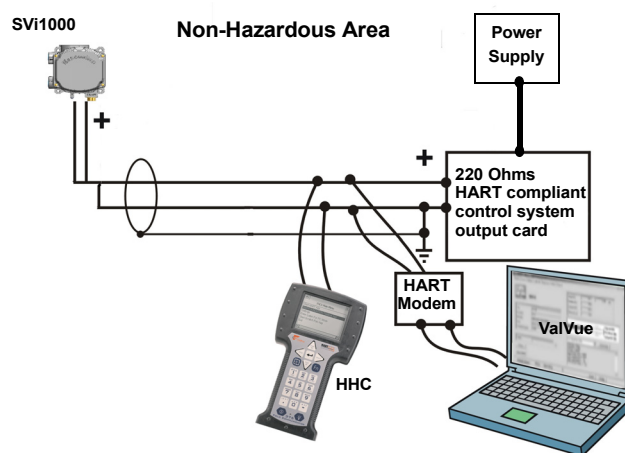 SVi1000
Non-Hazardous Area
Power
Supply
+
+
220 Ohms
HART compliant
control system
output card
HART
Modem
ValVue
HHC